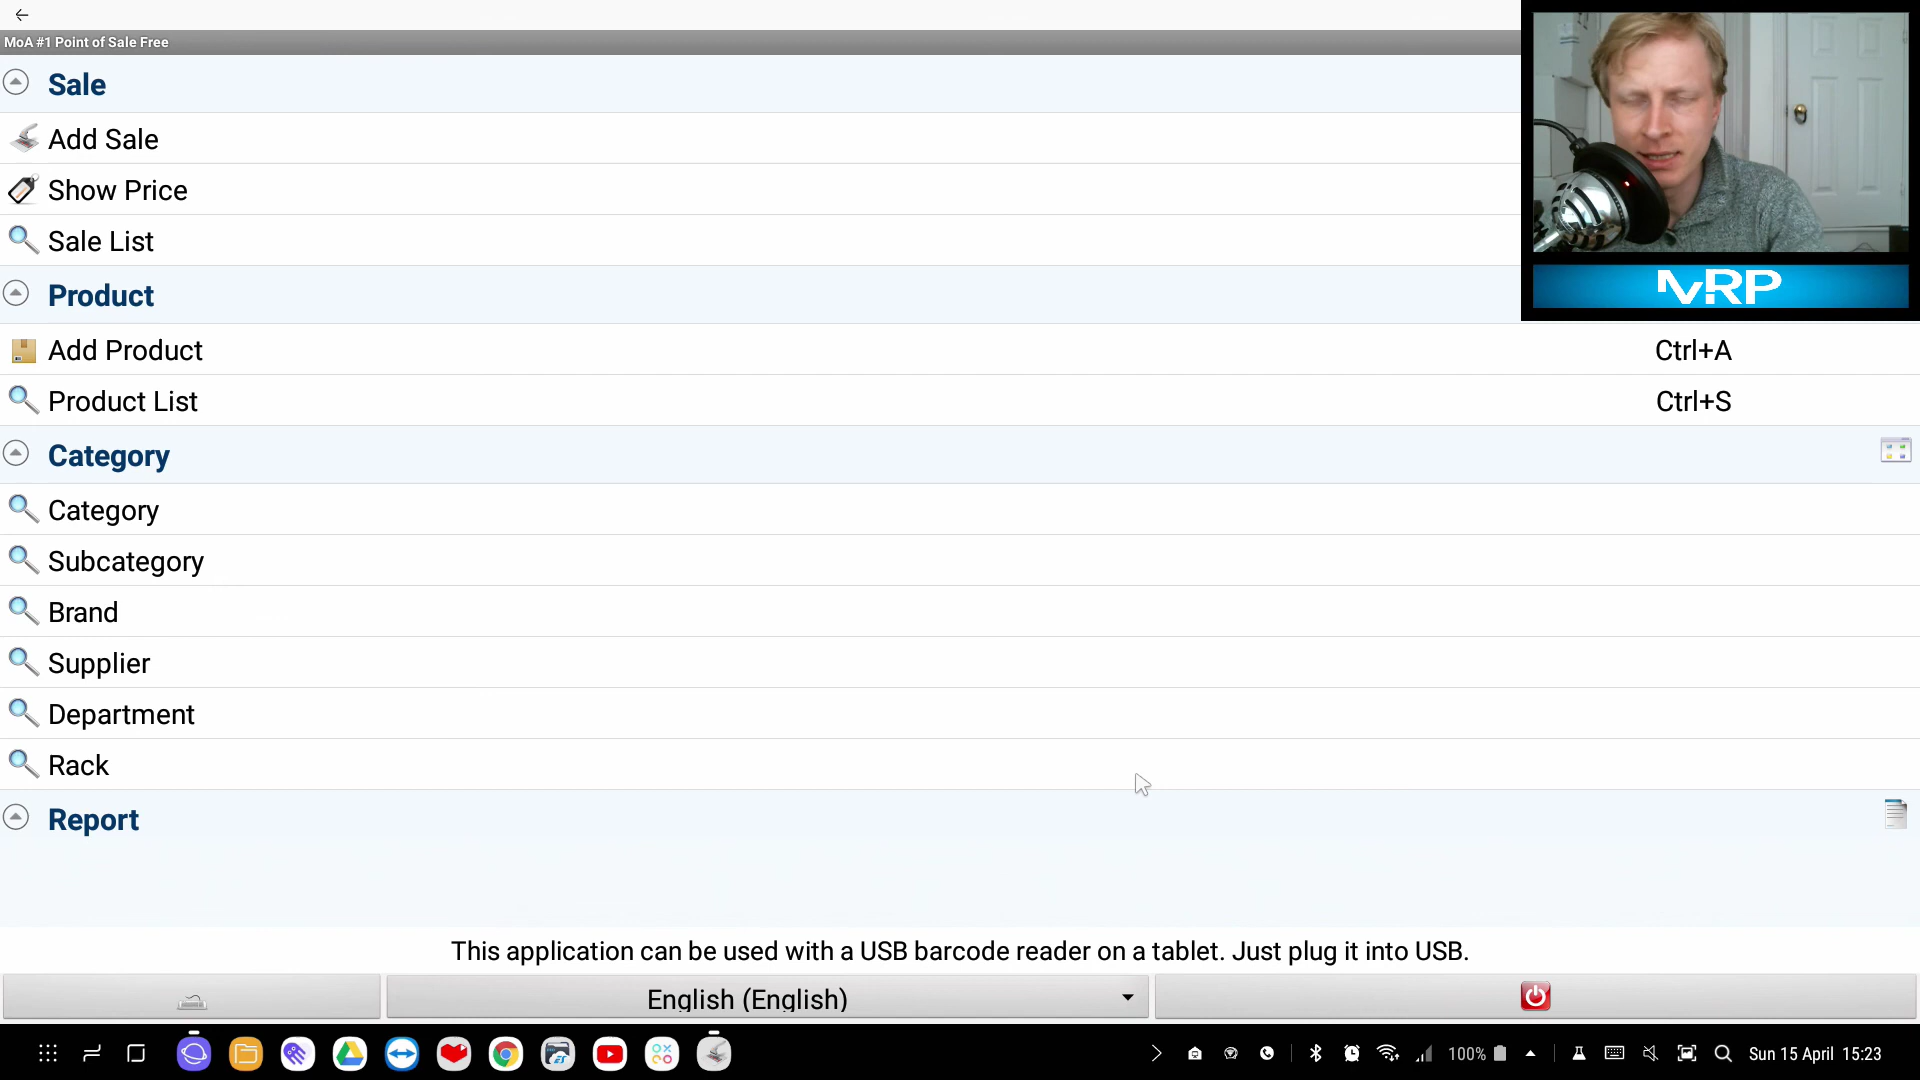 MoA #1 Point of Sale Free
Sale
Add Sale
Show Price
Sale List
Product
MVRP
Add Product Ctrl+A
Product List Ctrl+S
Category
Category
Subcategory
Brand
Supplier
Department
Rack
Report
This application can be used with a USB barcode reader on a tablet. Just plug it into USB.
English (English)
100% Sun 15 April 15:23